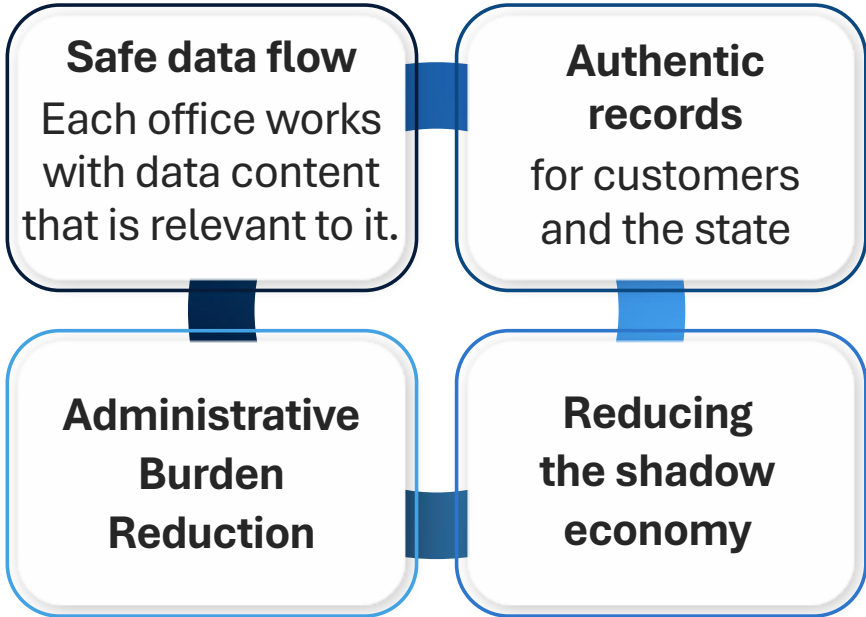 Safe data flow
Each office works
with data content
that is relevant to it.
Authentic
records
for customers
and the state
Administrative
Burden
Reduction
Reducing
the shadow
economy